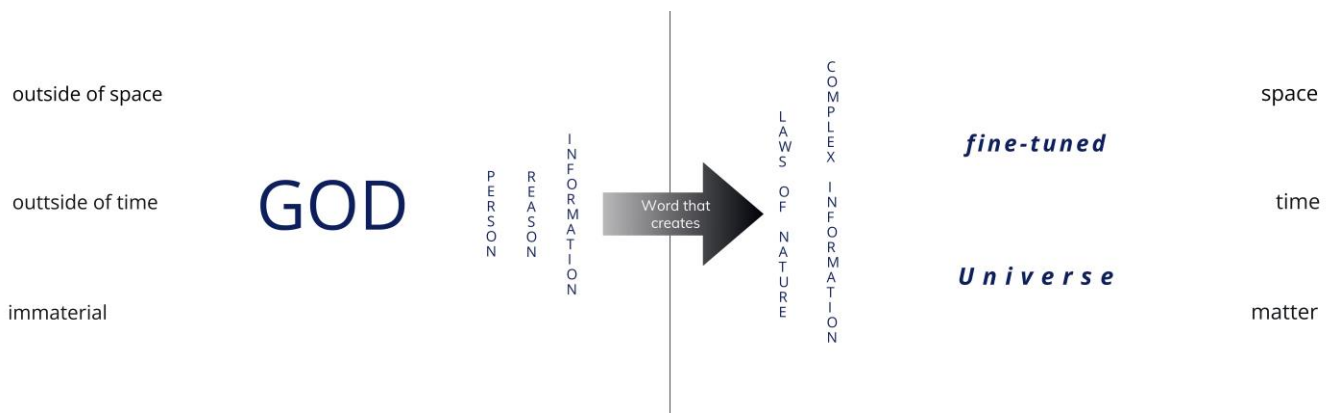 outside of space
outtside of time
immaterial
GOD
PERSON
REASON
INFORMATION
Word that
creates
LAWS OF NATURE
COMPLEX INFORMATION
fine-tuned
Universe
space
time
matter